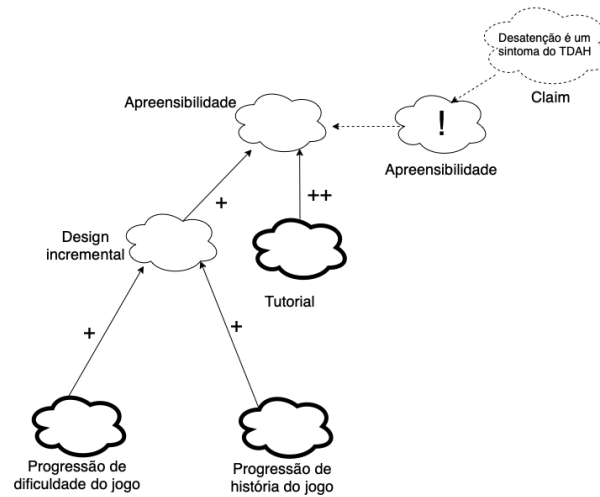 Desatenção é um
sintoma do TDAH
Claim
Apreensibilidade
!
Apreensibilidade
+
++
Design
incremental
Tutorial
+
+
Progressão de
dificuldade do jogo
Progressão de
história do jogo